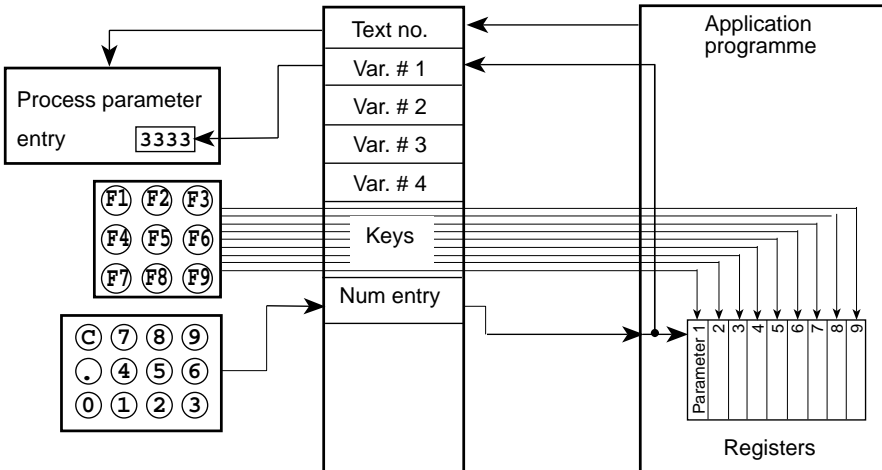 Text no.
Var. # 1
Var. # 2
Var. # 3
Var. # 4
Keys
Num entry
Application
programme
Process parameter
entry 3333
F1 F2 F3
F4 F5 F6
F7 F8 F9
C 7 8 9
. 4 5 6
0 1 2 3
Parameter 1
2
3
4
5
6
7
8
9
Registers